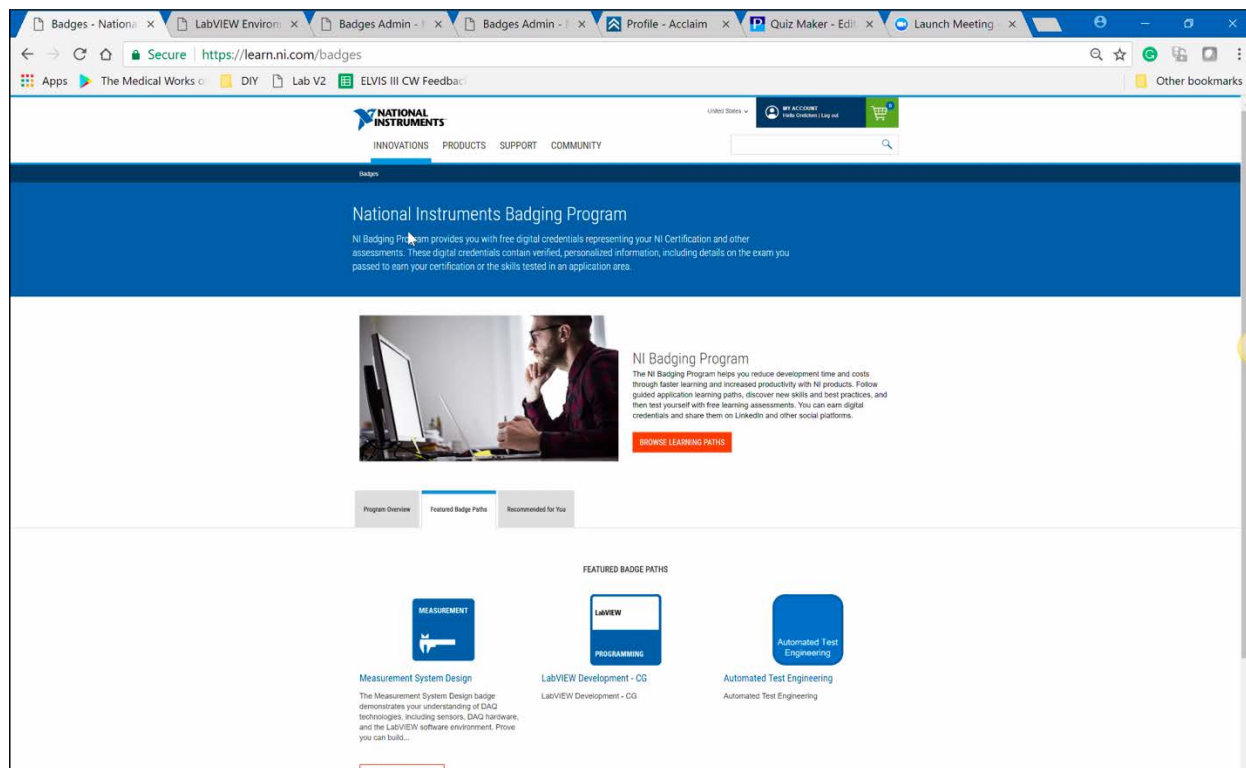 Badges - Nationa
LabVIEW Environ
Badges Admin -
Badges Admin -
Profile - Acclaim
Quiz Maker - Edit
Launch Meeting
Secure https://learn.ni.com/badges
Apps The Medical Works o DIY Lab V2 ELVIS III CW Feedbac Other bookmarks
NATIONAL
INSTRUMENTS
United States
MY ACCOUNT
Hello Gretchen | Log out
0
INNOVATIONS PRODUCTS SUPPORT COMMUNITY
Badges
National Instruments Badging Program
NI Badging Program provides you with free digital credentials representing your NI Certification and other
assessments. These digital credentials contain verified, personalized information, including details on the exam you
passed to earn your certification or the skills tested in an application area.
NI Badging Program
The NI Badging Program helps you reduce development time and costs
through faster learning and increased productivity with NI products. Follow
guided application learning paths, discover new skills and best practices, and
then test yourself with free learning assessments. You can earn digital
credentials and share them on LinkedIn and other social platforms.
BROWSE LEARNING PATHS
Program Overview Featured Badge Paths Recommended for You
FEATURED BADGE PATHS
MEASUREMENT
LabVIEW
PROGRAMMING
Automated Test
Engineering
Measurement System Design
The Measurement System Design badge
demonstrates your understanding of DAQ
technologies, including sensors, DAQ hardware,
and the LabVIEW software environment. Prove
you can build...
LabVIEW Development - CG
LabVIEW Development - CG
Automated Test Engineering
Automated Test Engineering